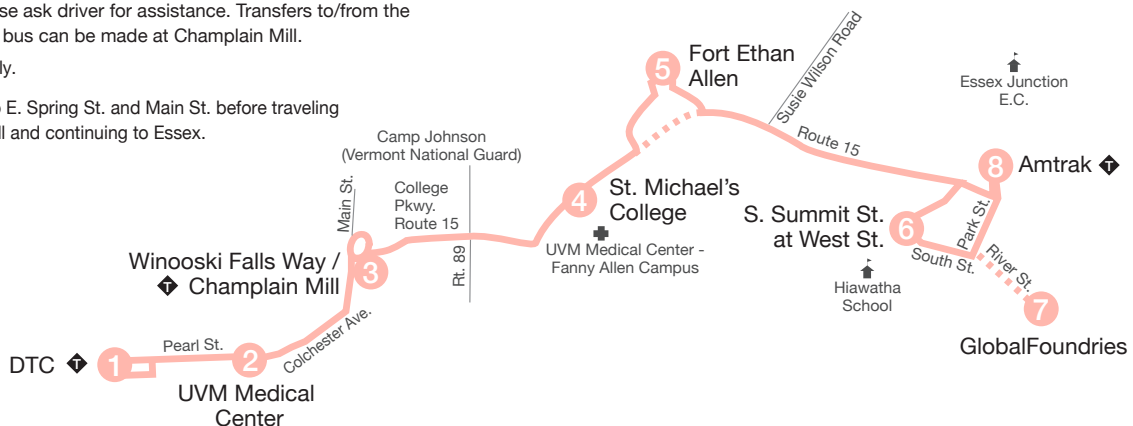 se ask driver for assistance. Transfers to/from the
bus can be made at Champlain Mill.
ly.
E. Spring St. and Main St. before traveling
ll and continuing to Essex.
Camp Johnson
(Vermont National Guard)
Main St.
College
Pkwy.
Route 15
Rt. 89
5
Fort Ethan
Allen
Susie Wilson Road
Route 15
Essex Junction
E.C.
8
Amtrak T
4
St. Michael's
College
UVM Medical Center -
Fanny Allen Campus
S. Summit St.
at West St.
6
Park St.
South St.
River St.
Hiawatha
School
7
GlobalFoundries
Winooski Falls Way /
T Champlain Mill
3
Colchester Ave.
DTC T
1
Pearl St.
2
UVM Medical
Center